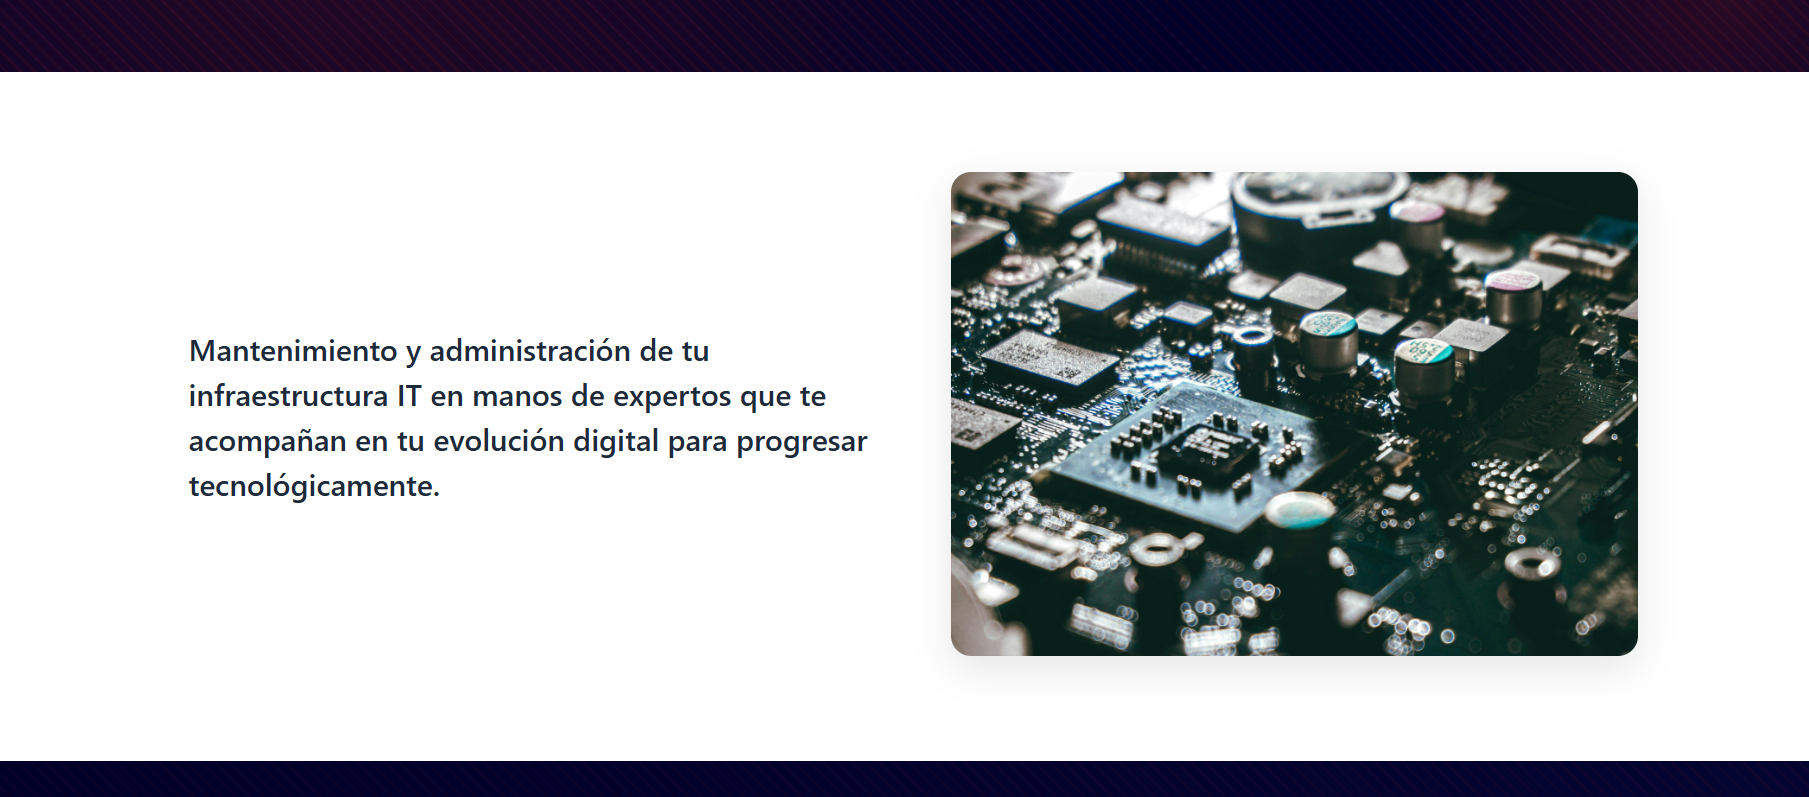 Mantenimiento y administración de tu
infraestructura IT en manos de expertos que te
acompañan en tu evolución digital para progresar
tecnológicamente.